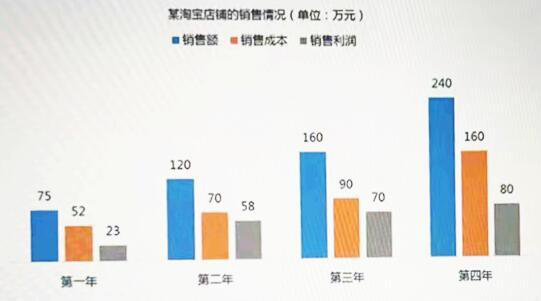 某淘宝店铺的销售情况（单位：万元）
销售额 销售成本 销售利润
75 52 23
120 70 58
160 90 70
240 160 80
第一年 第二年 第三年 第四年